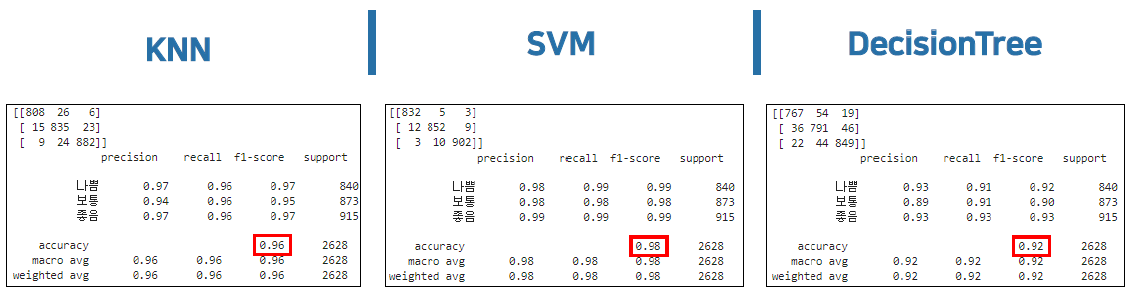 KNN
[[808 26 6]
[ 15 835 23]
[ 9 24 882]]
precision recall f1-score support
나쁨 0.97 0.96 0.97 840
보통 0.94 0.96 0.95 873
좋음 0.97 0.96 0.97 915
accuracy 0.96 2628
macro avg 0.96 0.96 0.96 2628
weighted avg 0.96 0.96 0.96 2628
SVM
[[832 5 3]
[ 12 852 9]
[ 3 10 902]]
precision recall f1-score support
나쁨 0.98 0.99 0.99 840
보통 0.98 0.98 0.98 873
좋음 0.99 0.99 0.99 915
accuracy 0.98 2628
macro avg 0.98 0.98 0.98 2628
weighted avg 0.98 0.98 0.98 2628
DecisionTree
[[767 54 19]
[ 36 791 46]
[ 22 44 849]]
precision recall f1-score support
나쁨 0.93 0.91 0.92 840
보통 0.89 0.91 0.90 873
좋음 0.93 0.93 0.93 915
accuracy 0.92 2628
macro avg 0.92 0.92 0.92 2628
weighted avg 0.92 0.92 0.92 2628